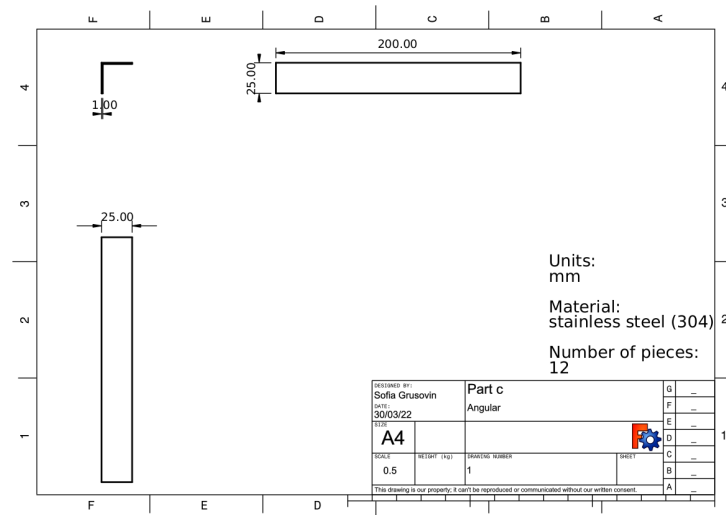 F E D C B A
4 4
200.00
25.00
1.00
3 3
25.00
Units:
mm
Material:
stainless steel (304)
2 2
Number of pieces:
12
DESIGNED BY:
Sofia Grusovin
DATE:
30/03/22
Part c
Angular
SIZE
A4
SCALE
0.5
WEIGHT (kg)
DRAWING NUMBER
1
SHEET
This drawing is our property; it can't be reproduced or communicated without our written consent.
G _
F _
E _
D _
C _
B _
A _
1 1
F E D